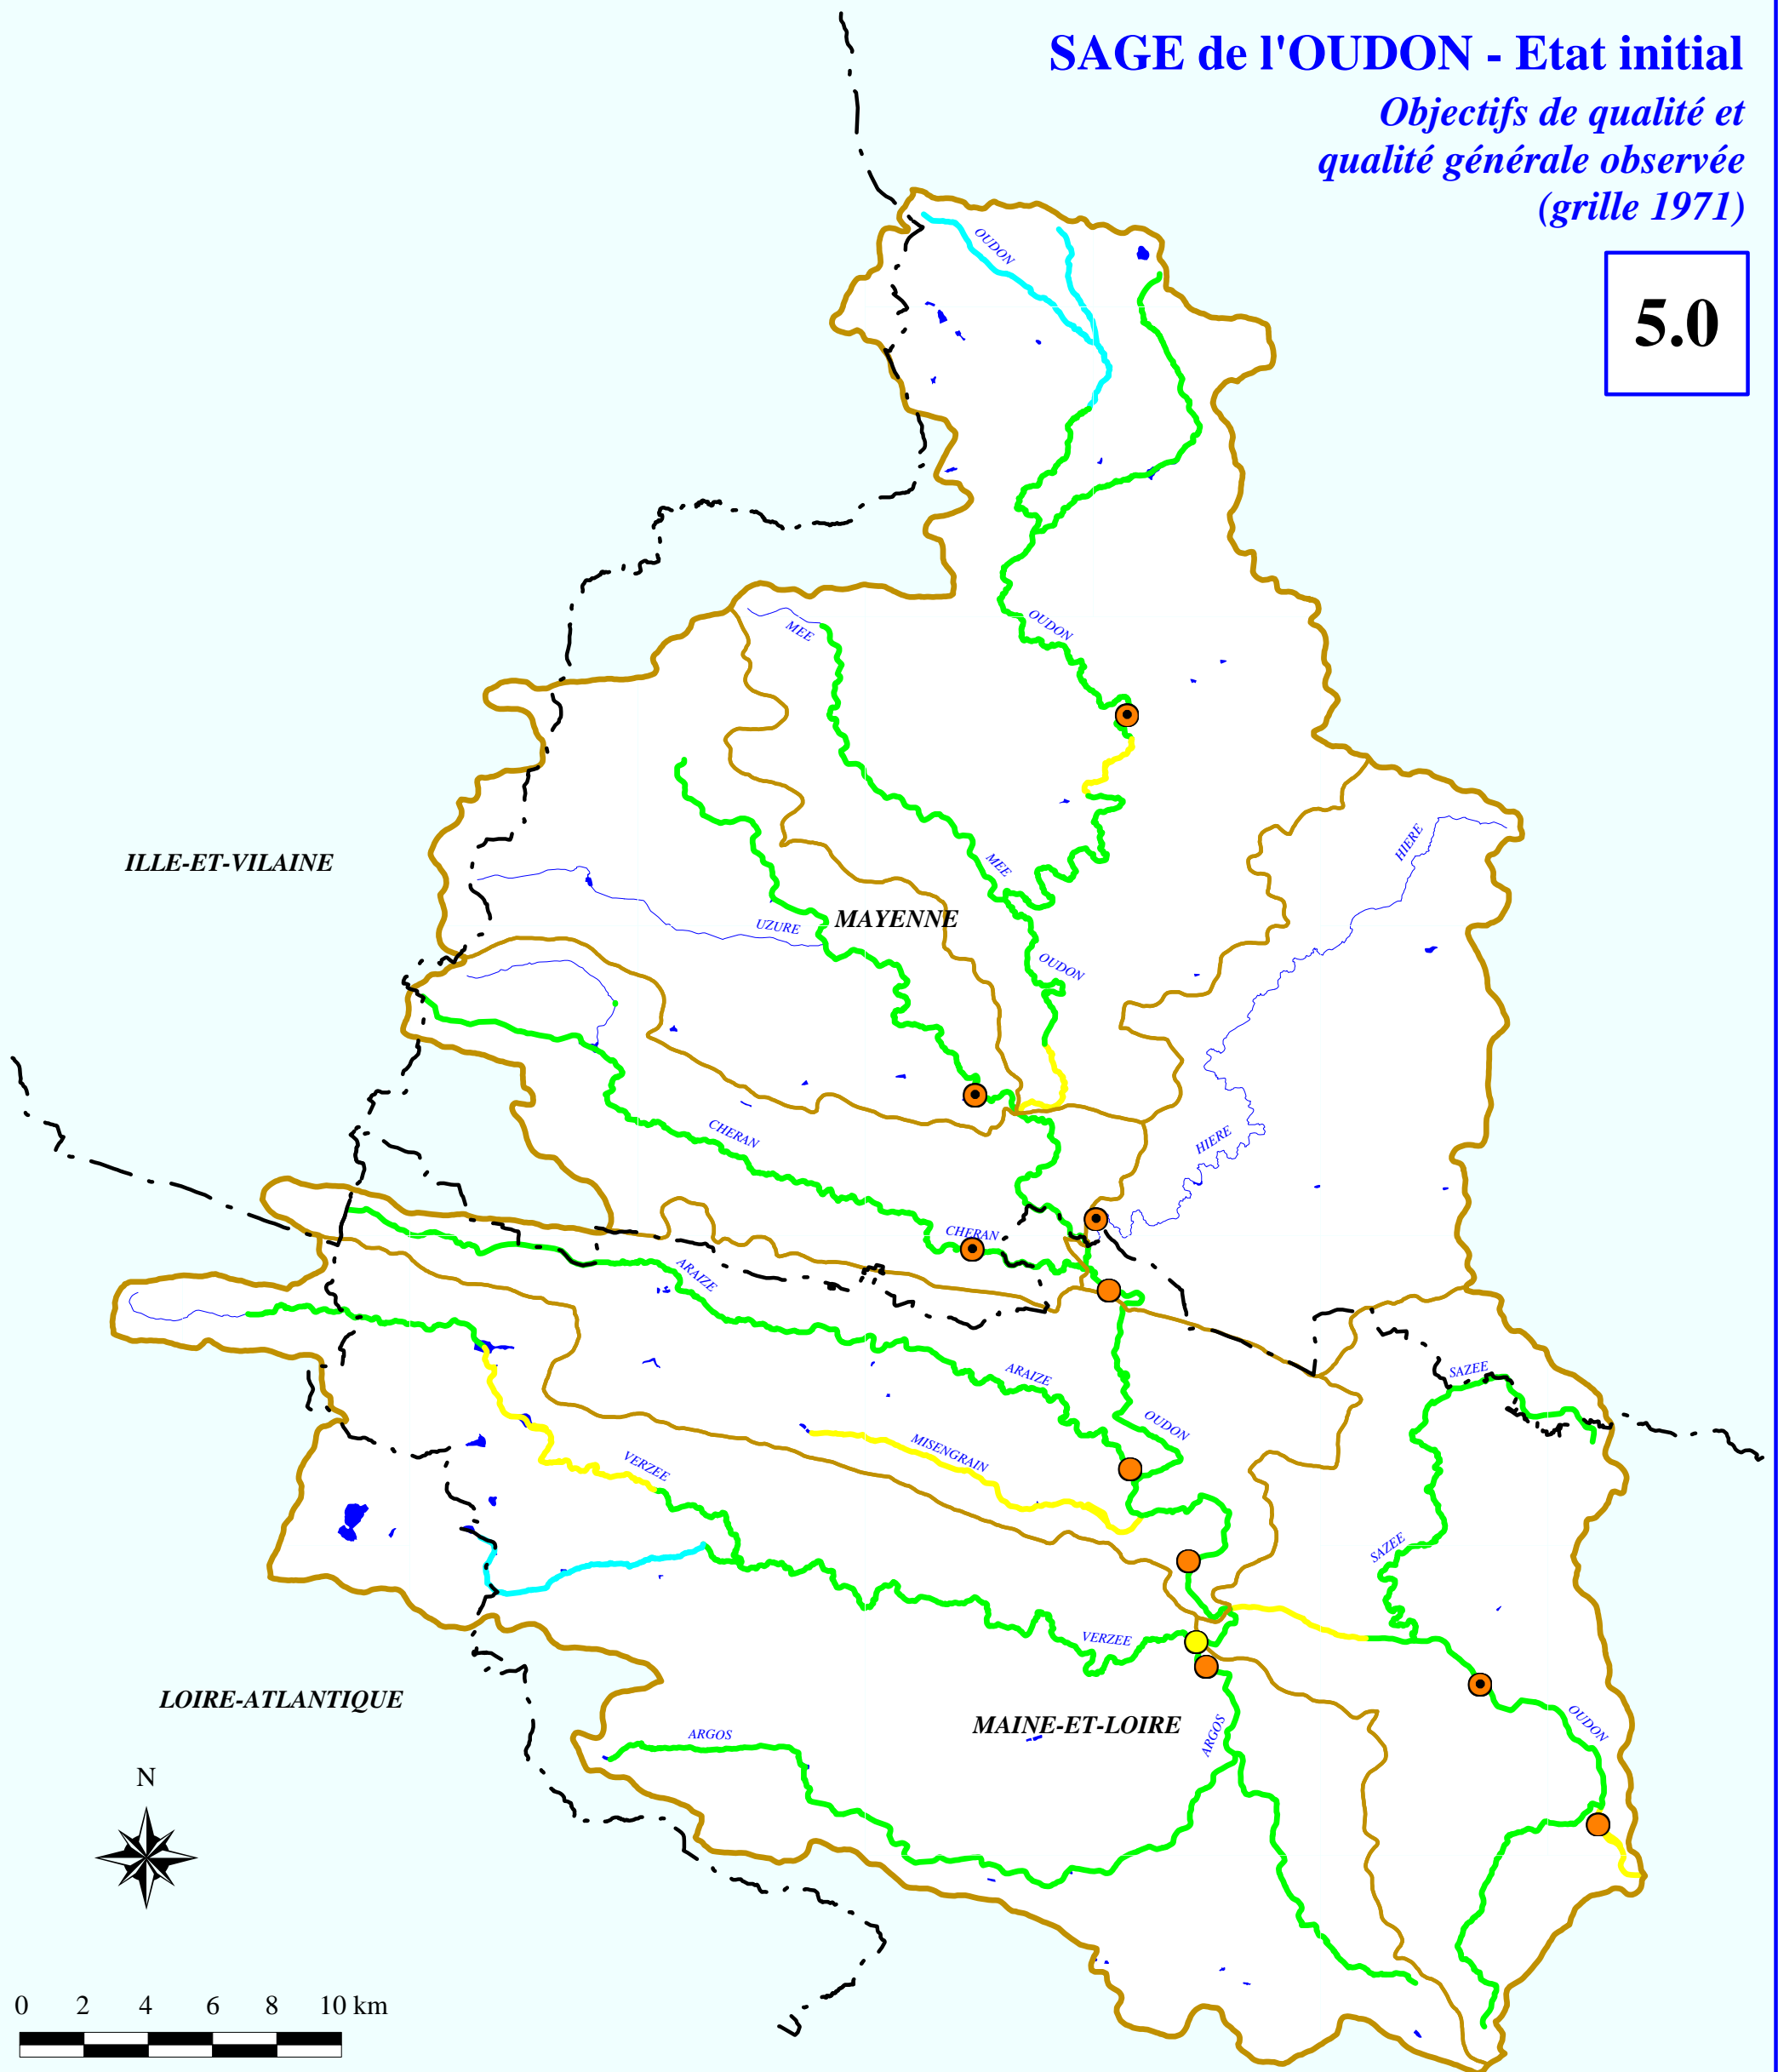 SAGE de l'OUDON - Etat initial
Objectifs de qualité et
qualité générale observée
(grille 1971)
5.0
OUDON
OUDON
MEE
HIERE
MEE
ILLE-ET-VILAINE
MAYENNE
UZURE
OUDON
CHERAN
HIERE
CHERAN
ARAIZE
ARAIZE
SAZEE
OUDON
MISENGRAIN
VERZEE
SAZEE
VERZEE
LOIRE-ATLANTIQUE
MAINE-ET-LOIRE
ARGOS
ARGOS
OUDON
N
0 2 4 6 8 10 km